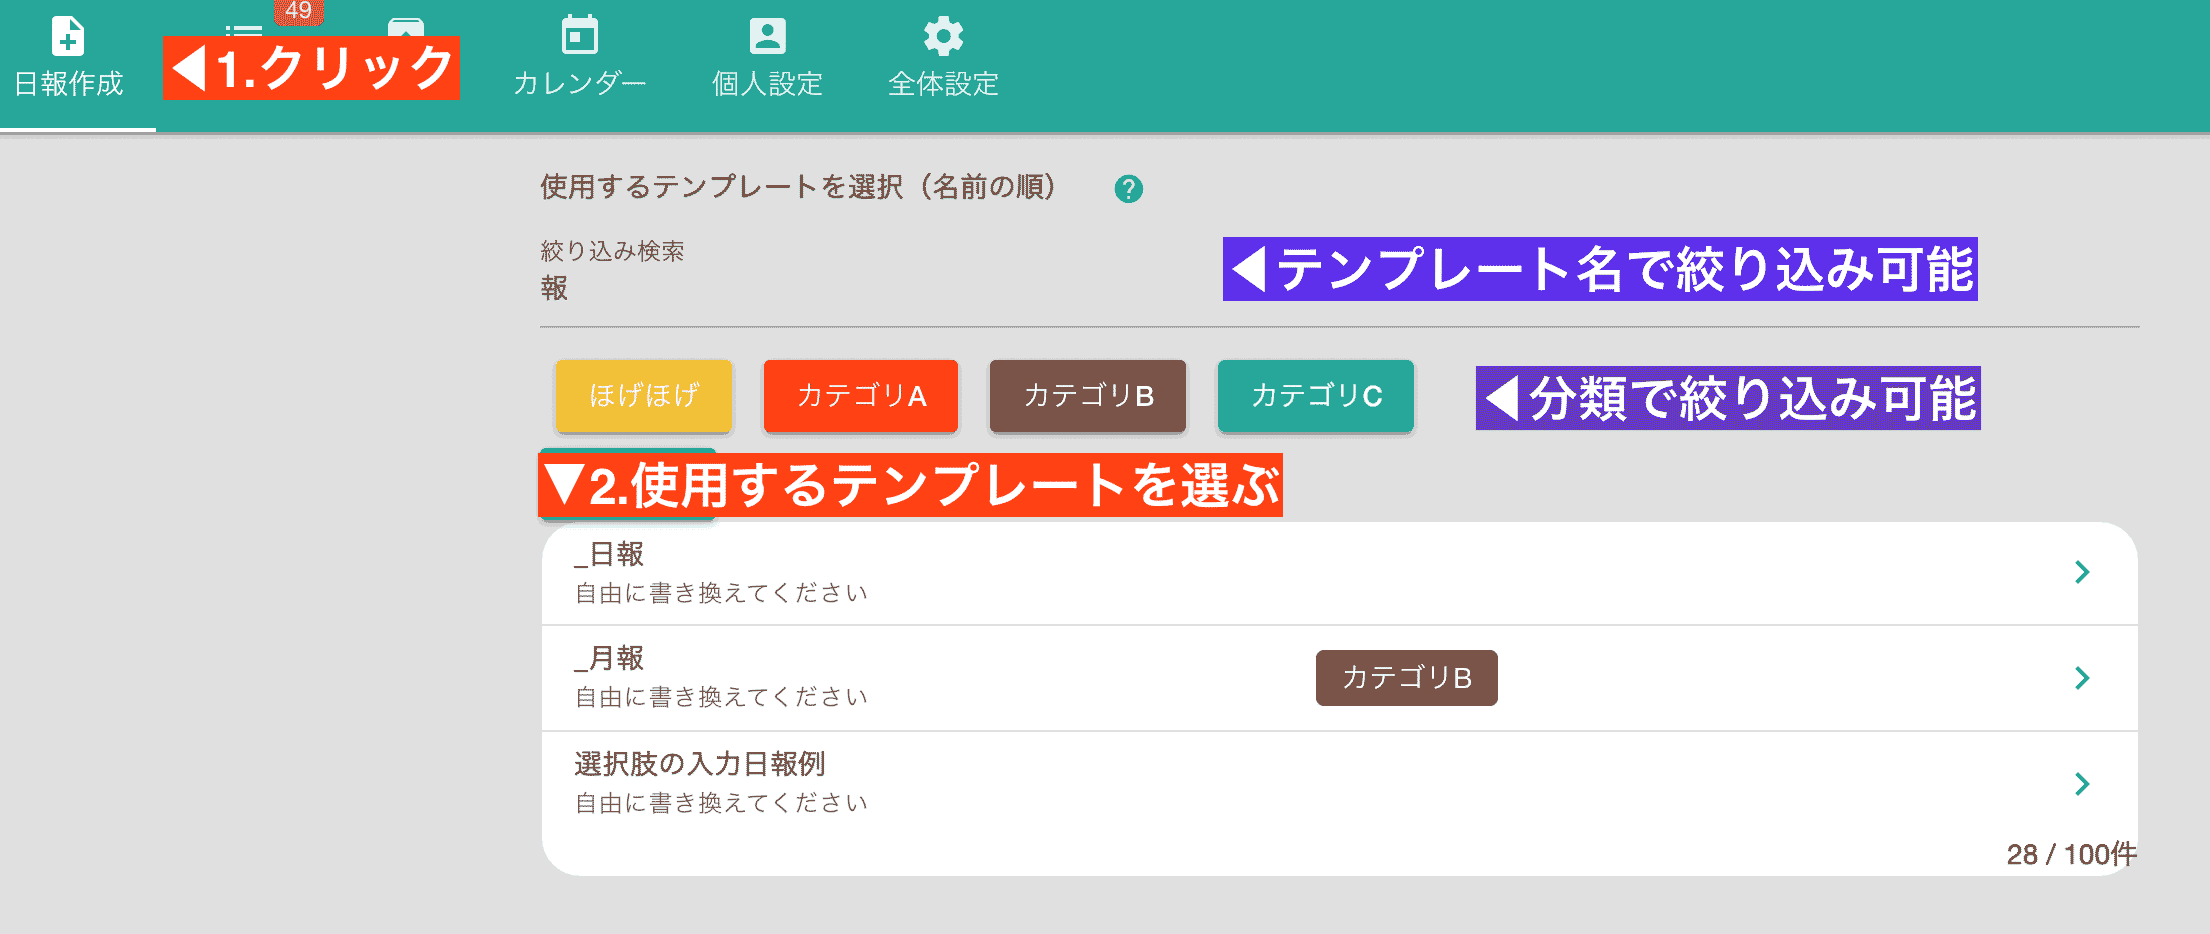 49
日報作成
◀1.クリック
カレンダー
個人設定
全体設定
使用するテンプレートを選択（名前の順）
?
絞り込み検索
報
◀テンプレート名で絞り込み可能
ほげほげ
カテゴリA
カテゴリB
カテゴリC
◀分類で絞り込み可能
▼2.使用するテンプレートを選ぶ
_日報
自由に書き換えてください
_月報
自由に書き換えてください
カテゴリB
選択肢の入力日報例
自由に書き換えてください
28 / 100件